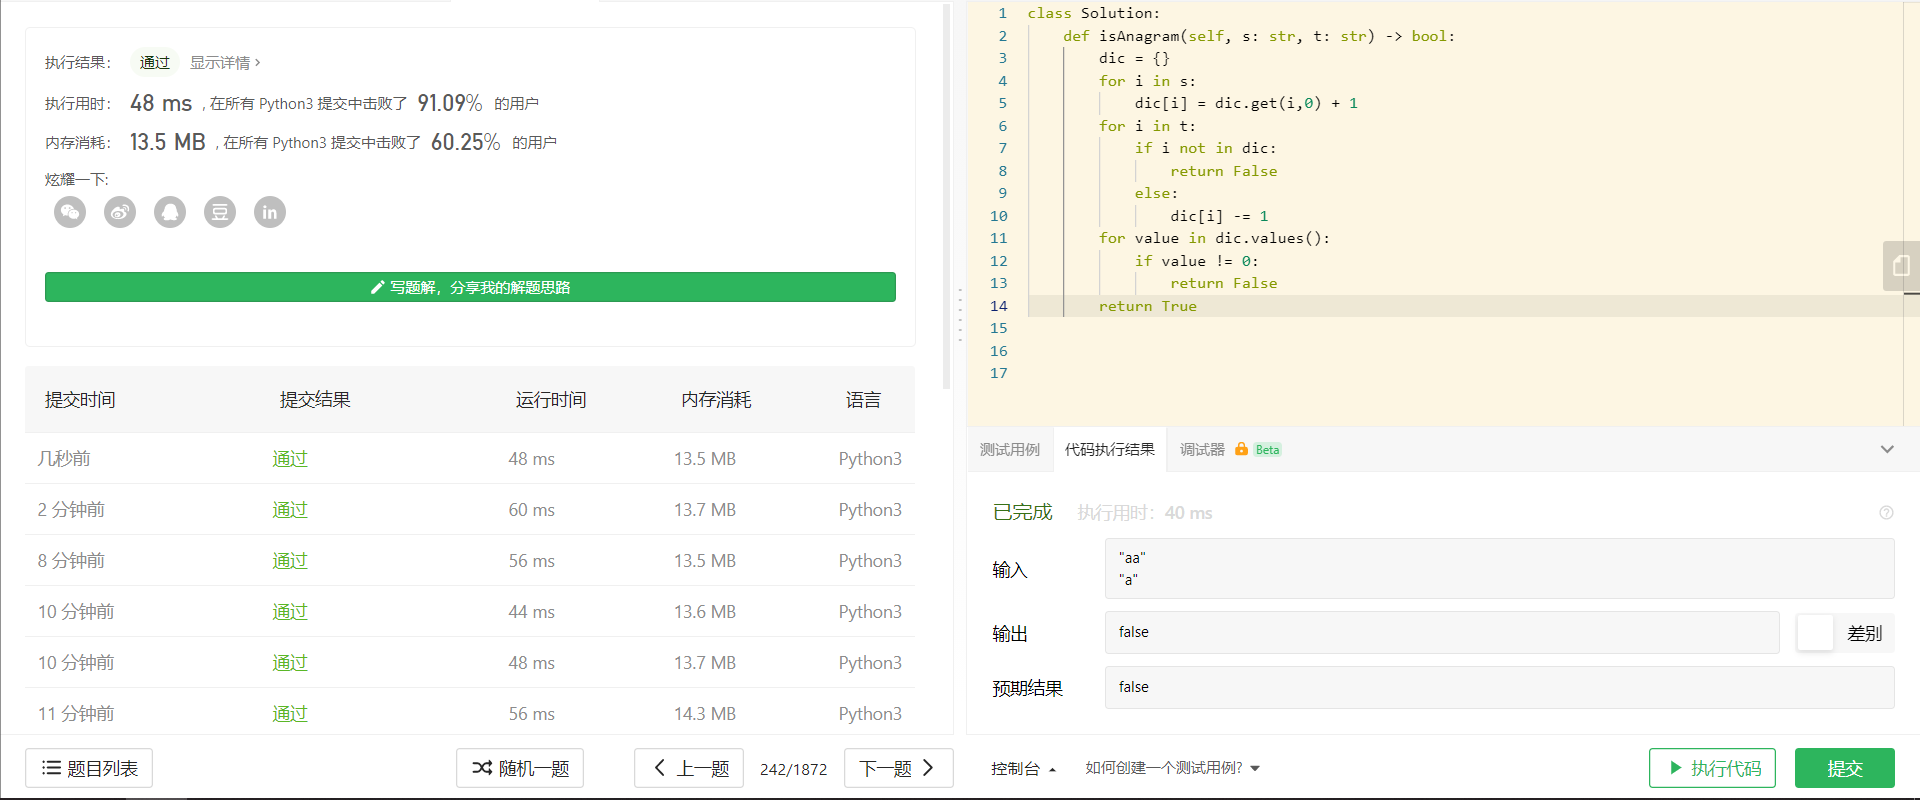 执行结果： 通过 显示详情 ›
执行用时： 48 ms , 在所有 Python3 提交中击败了 91.09% 的用户
内存消耗： 13.5 MB , 在所有 Python3 提交中击败了 60.25% 的用户
炫耀一下:
豆 in
写题解，分享我的解题思路
提交时间 提交结果 运行时间 内存消耗 语言
几秒前 通过 48 ms 13.5 MB Python3
2 分钟前 通过 60 ms 13.7 MB Python3
8 分钟前 通过 56 ms 13.5 MB Python3
10 分钟前 通过 44 ms 13.6 MB Python3
10 分钟前 通过 48 ms 13.7 MB Python3
11 分钟前 通过 56 ms 14.3 MB Python3
题目列表 随机一题 上一题 242/1872 下一题
1 class Solution:
2     def isAnagram(self, s: str, t: str) -> bool:
3         dic = {}
4         for i in s:
5             dic[i] = dic.get(i,0) + 1
6         for i in t:
7             if i not in dic:
8                 return False
9             else:
10                 dic[i] -= 1
11         for value in dic.values():
12             if value != 0:
13                 return False
14         return True
15
16
17
测试用例 代码执行结果 调试器 Beta
已完成 执行用时：40 ms
输入
"aa"
"a"
输出 false 差别
预期结果 false
控制台 如何创建一个测试用例? 执行代码 提交